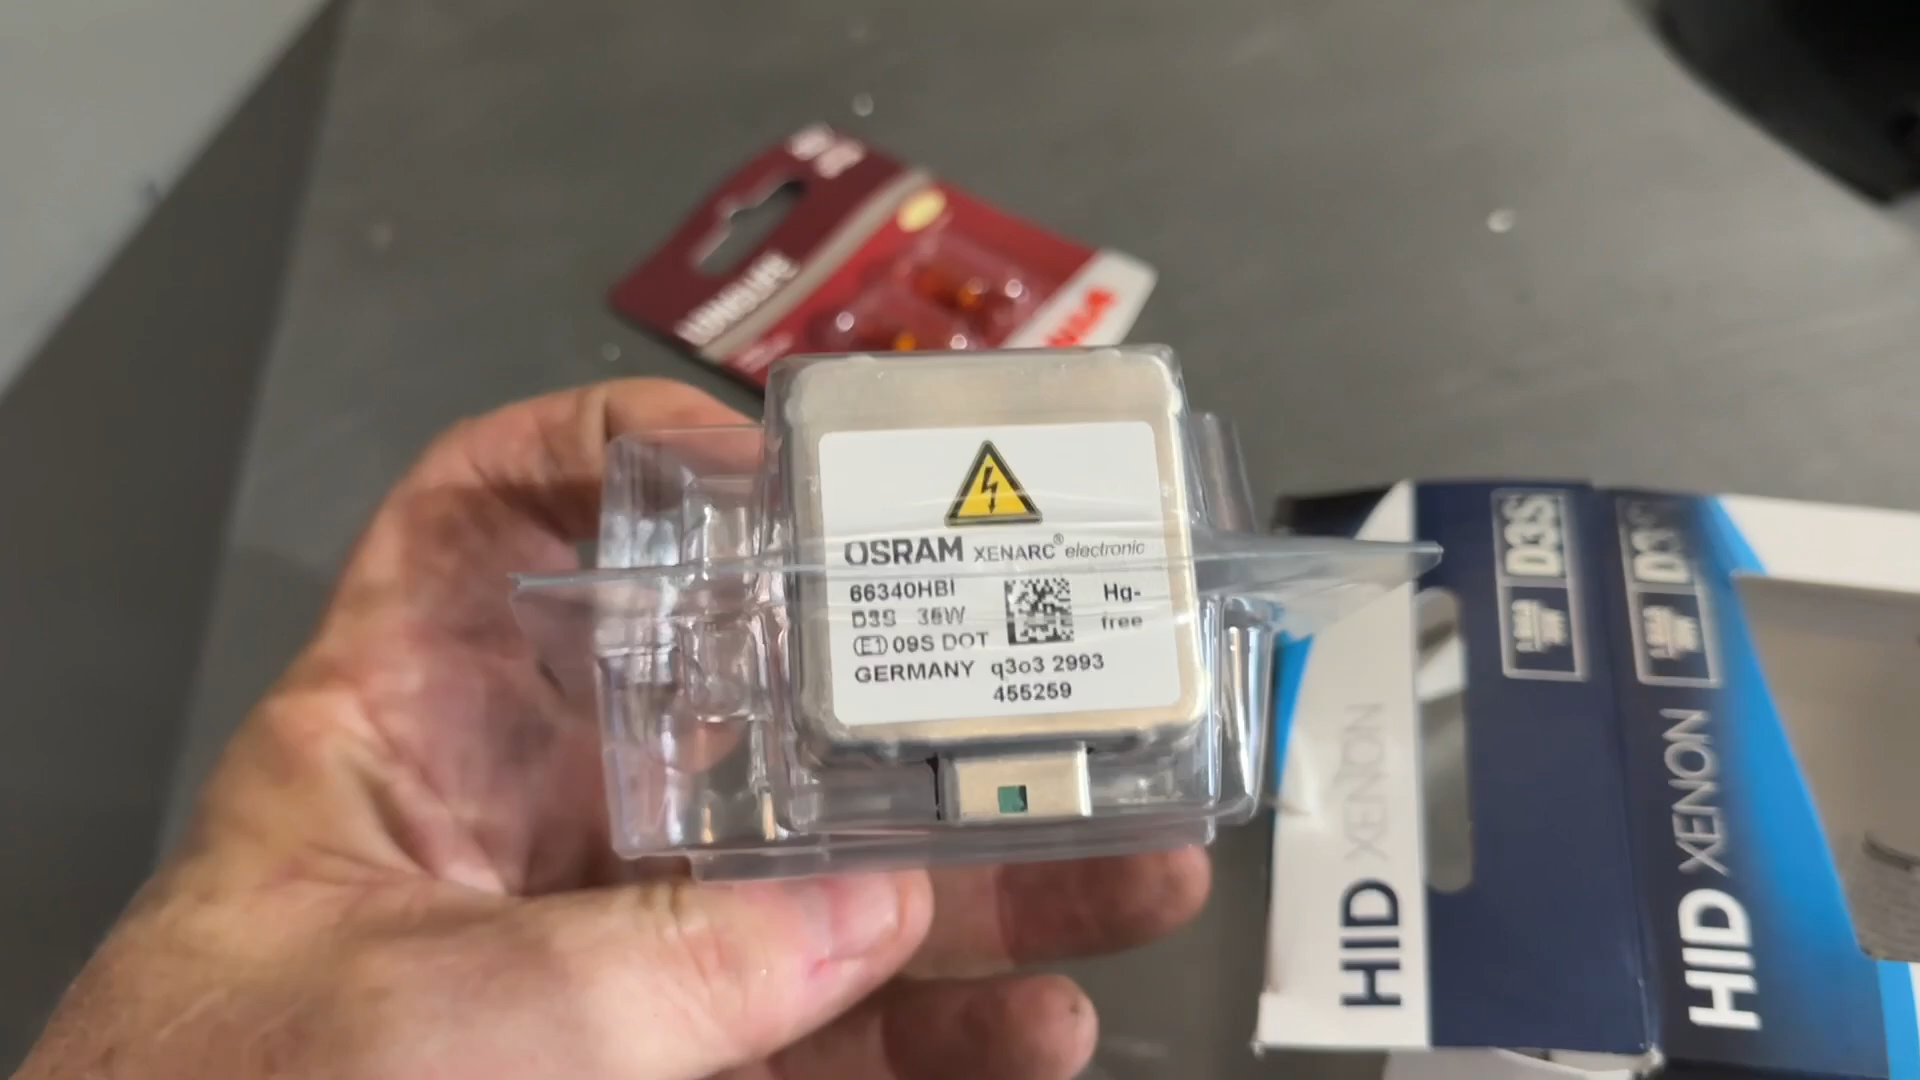 LONGLIFE
OSRAM XENARC® electronic
66340HBI
D3S 35W
Hg-
free
E1 09S DOT
GERMANY q3o3 2993
455259
D3S
D3S
HID XENON
HID XENON